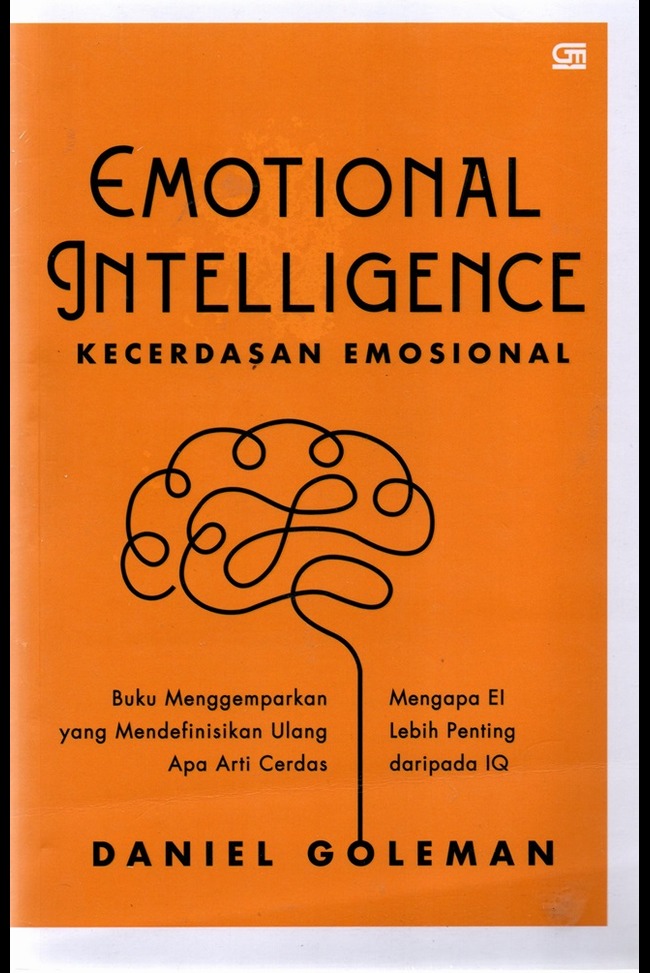 EMOTIONAL
INTELLIGENCE
KECERDASAN EMOSIONAL
Buku Menggemparkan
yang Mendefinisikan Ulang
Apa Arti Cerdas
Mengapa EI
Lebih Penting
daripada IQ
DANIEL GOLEMAN